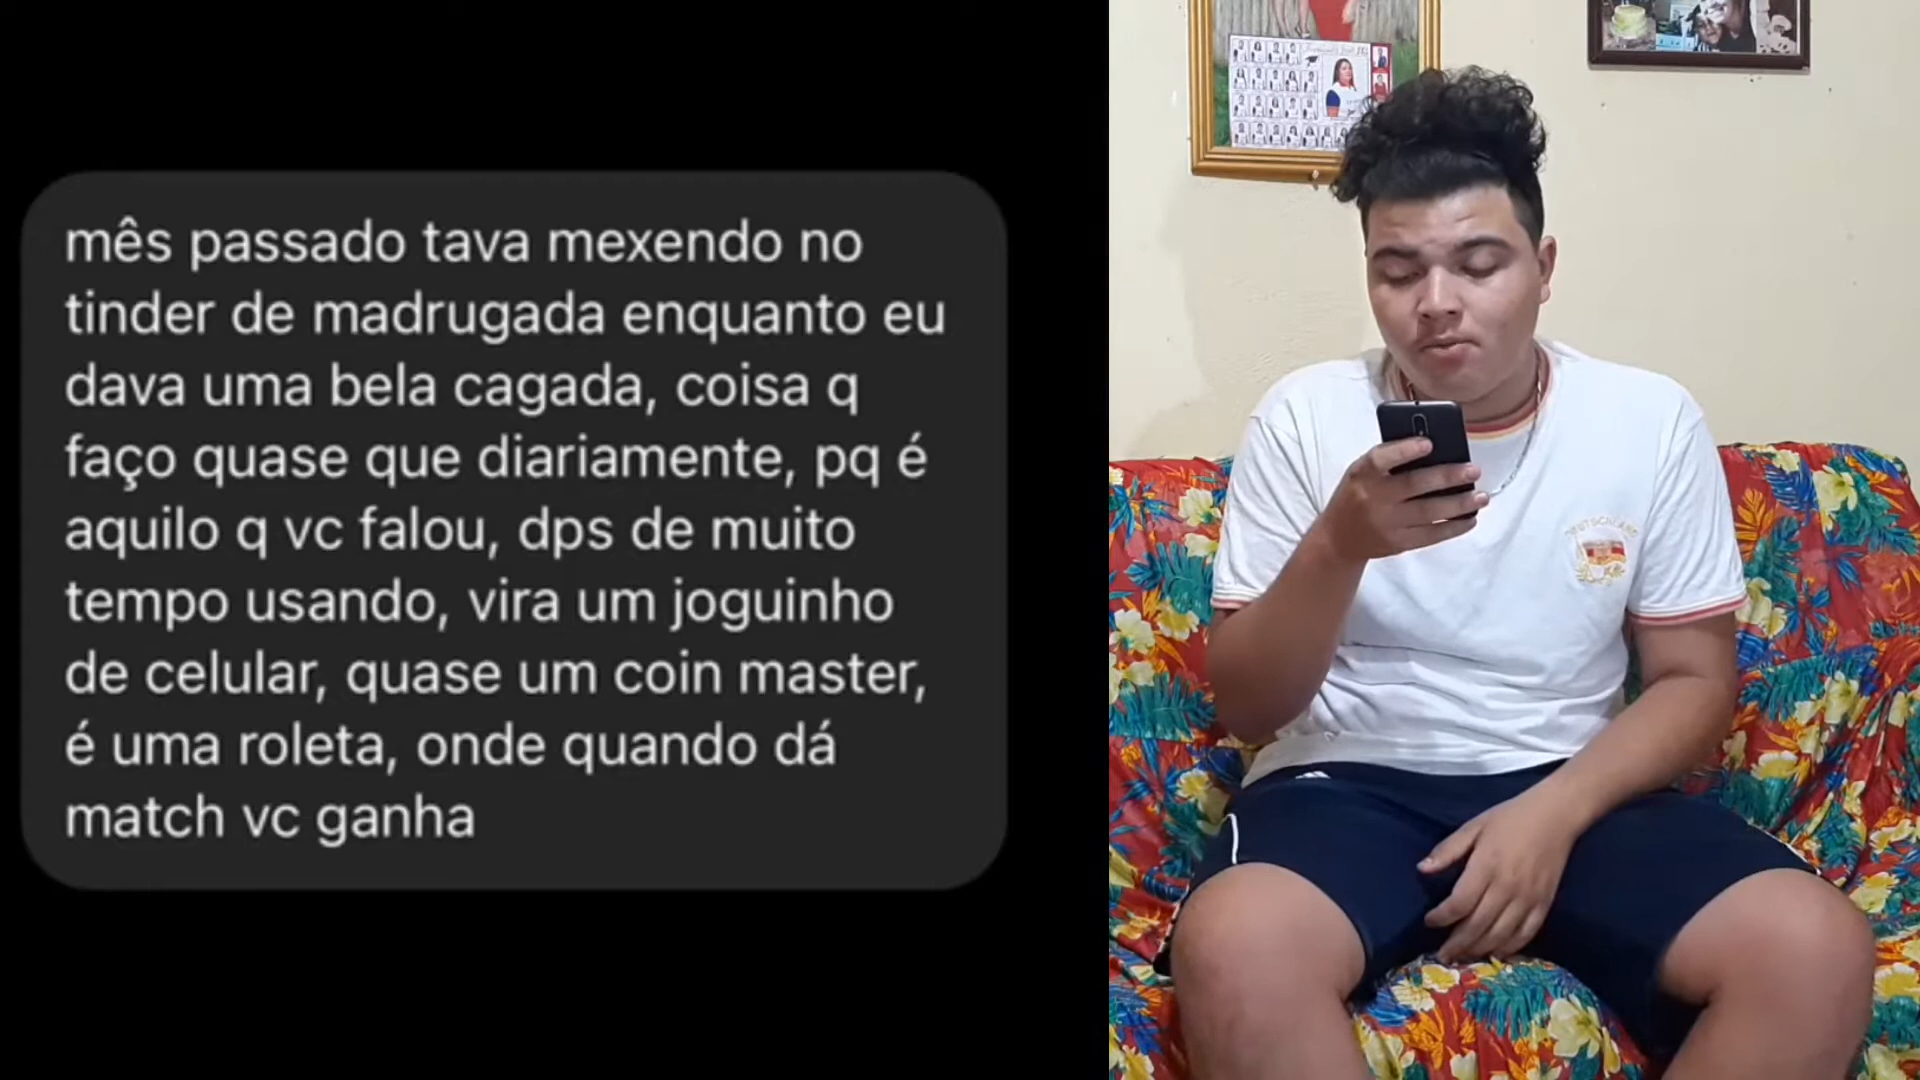 mês passado tava mexendo no
tinder de madrugada enquanto eu
dava uma bela cagada, coisa q
faço quase que diariamente, pq é
aquilo q vc falou, dps de muito
tempo usando, vira um joguinho
de celular, quase um coin master,
é uma roleta, onde quando dá
match vc ganha
DEUTSCHLAND